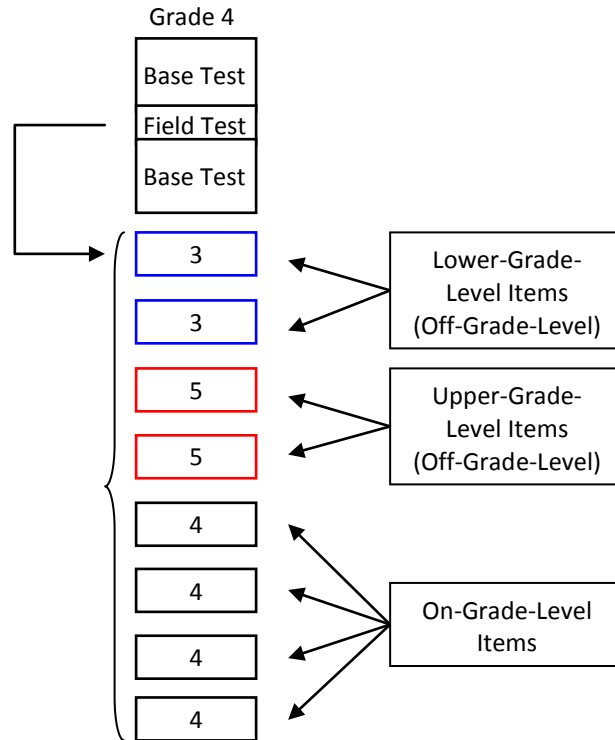 Grade 4
Base Test
Field Test
Base Test
3
3
5
5
4
4
4
4
Lower-Grade-
Level Items
(Off-Grade-Level)
Upper-Grade-
Level Items
(Off-Grade-Level)
On-Grade-Level
Items